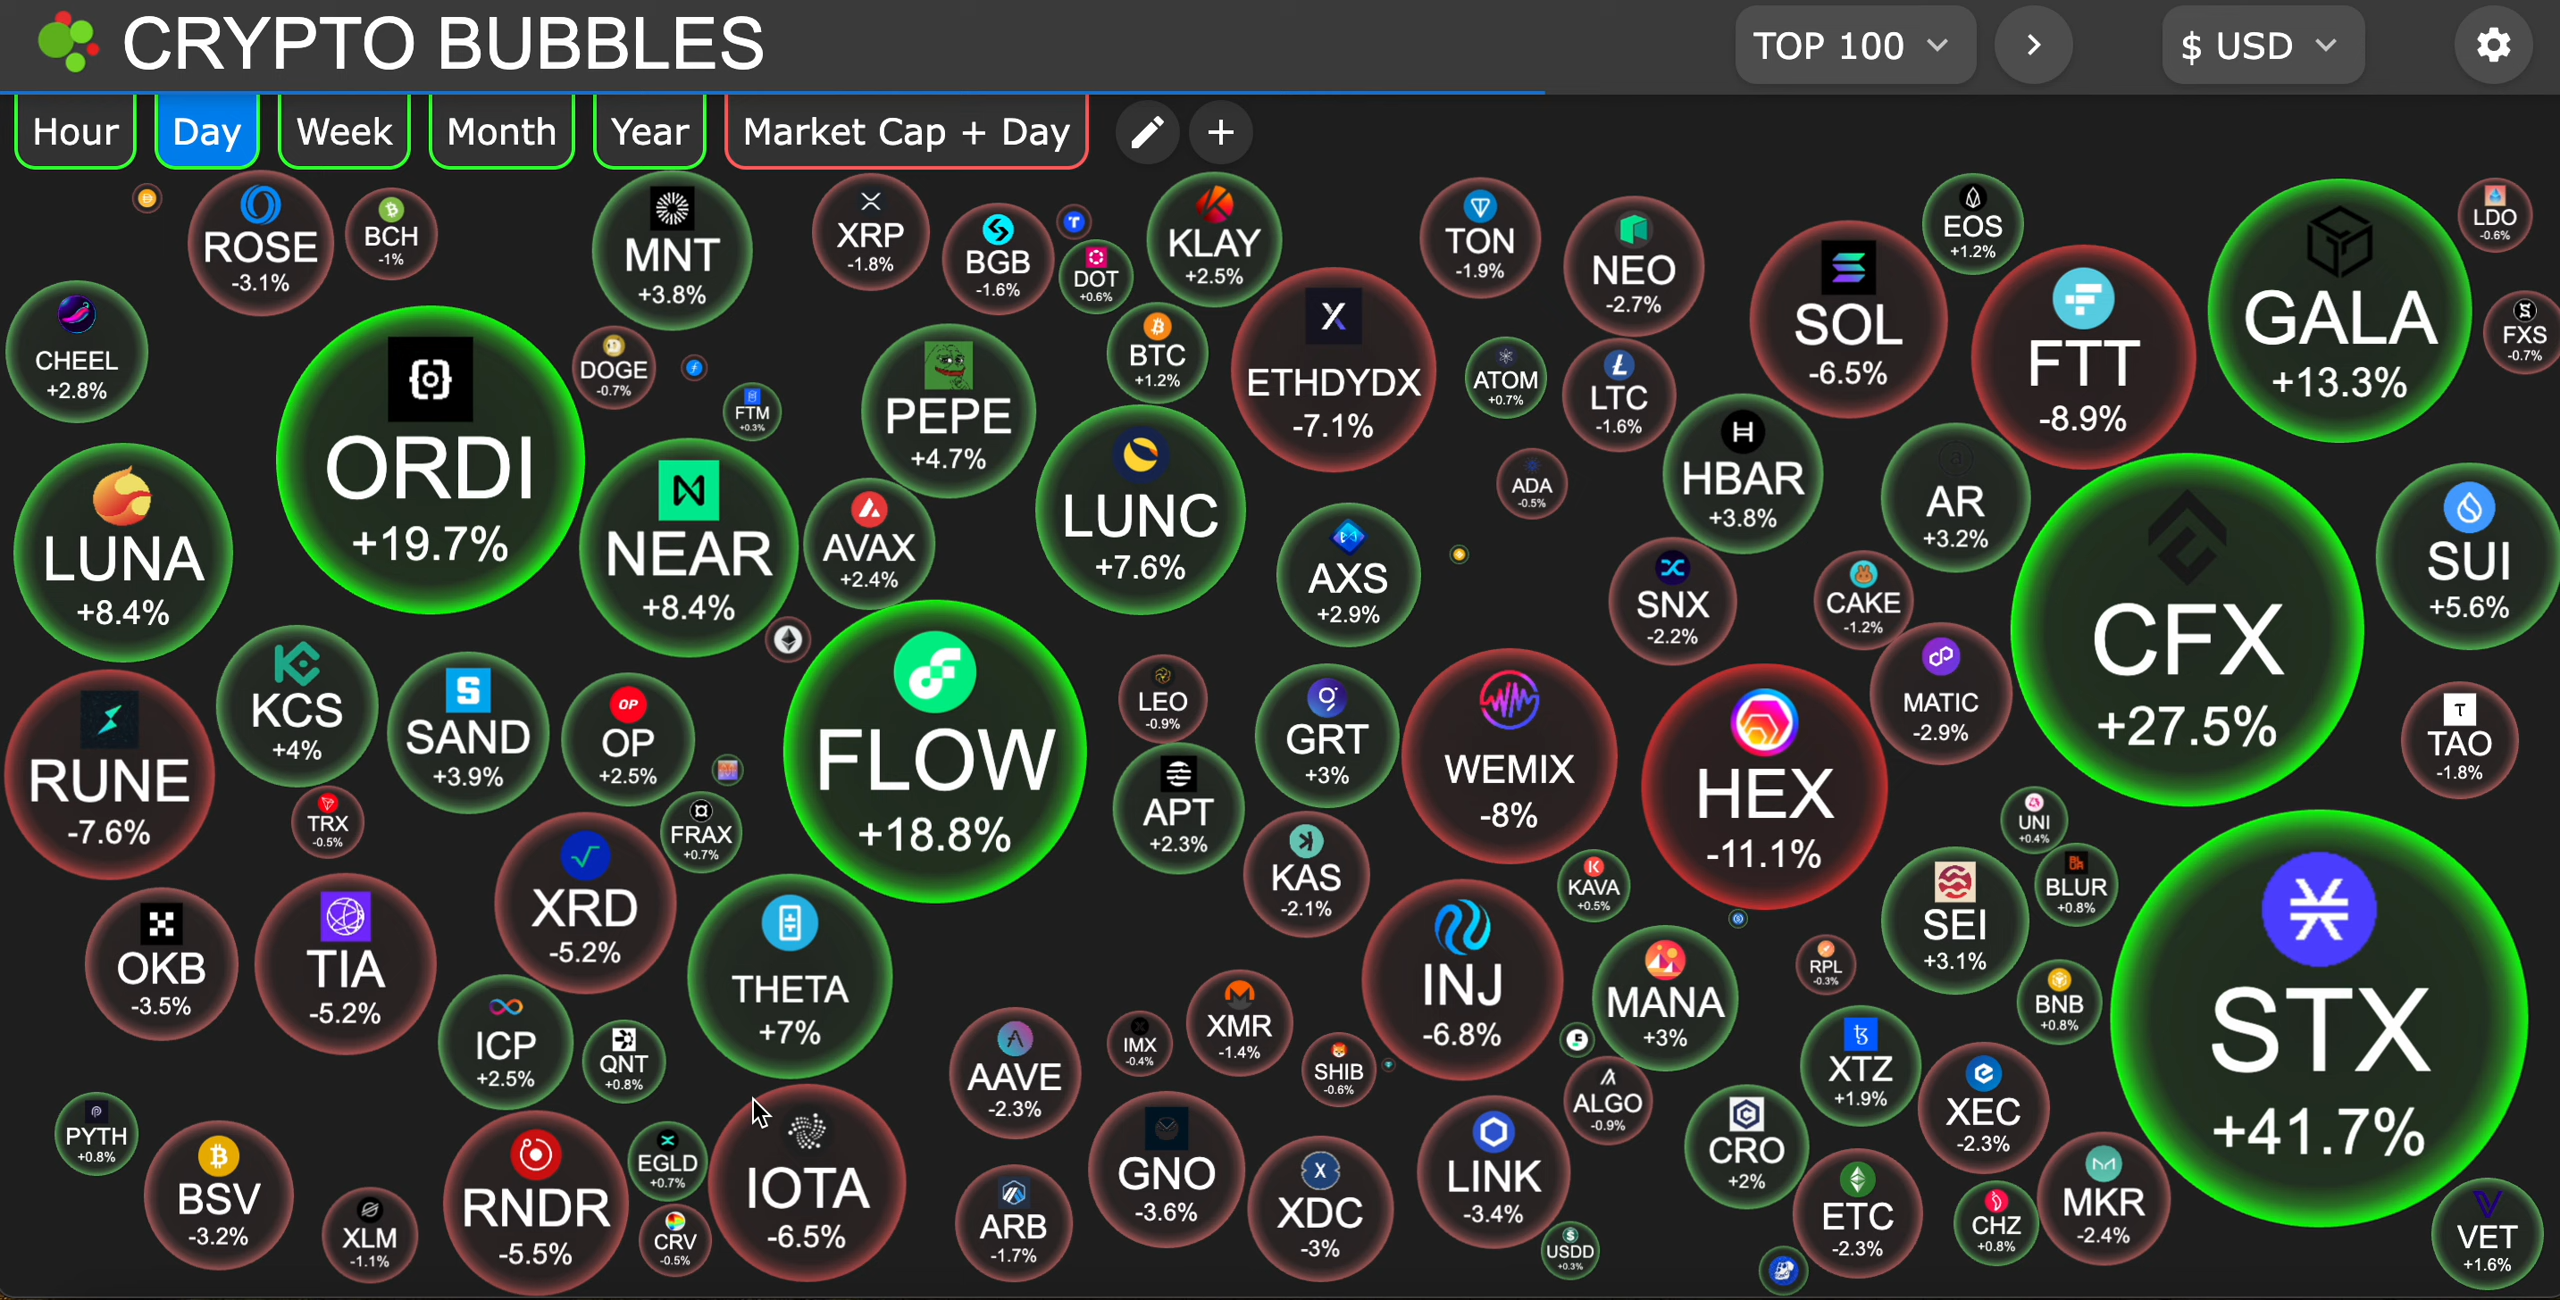 CRYPTO BUBBLES
TOP 100
$ USD
Hour
Day
Week
Month
Year
Market Cap + Day
ROSE
-3.1%
BCH
-1%
MNT
+3.8%
XRP
-1.8%
BGB
-1.6%
DOT
+0.6%
KLAY
+2.5%
TON
-1.9%
NEO
-2.7%
SOL
-6.5%
EOS
+1.2%
FTT
-8.9%
GALA
+13.3%
LDO
-0.6%
FXS
-0.7%
CHEEL
+2.8%
ORDI
+19.7%
DOGE
-0.7%
FTM
+0.3%
PEPE
+4.7%
BTC
+1.2%
ETHDYDX
-7.1%
ATOM
+0.7%
LTC
-1.6%
HBAR
+3.8%
AR
+3.2%
LUNA
+8.4%
NEAR
+8.4%
AVAX
+2.4%
LUNC
+7.6%
AXS
+2.9%
ADA
-0.5%
SNX
-2.2%
CAKE
-1.2%
CFX
+27.5%
SUI
+5.6%
RUNE
-7.6%
KCS
+4%
SAND
+3.9%
OP
OP
+2.5%
FLOW
+18.8%
LEO
-0.9%
GRT
+3%
WEMIX
-8%
HEX
-11.1%
MATIC
-2.9%
TAO
-1.8%
TRX
-0.5%
FRAX
+0.7%
APT
+2.3%
KAS
-2.1%
KAVA
+0.5%
UNI
+0.4%
BLUR
+0.8%
OKB
-3.5%
TIA
-5.2%
XRD
-5.2%
THETA
+7%
INJ
-6.8%
MANA
+3%
RPL
-0.3%
SEI
+3.1%
BNB
+0.8%
STX
+41.7%
ICP
+2.5%
QNT
+0.8%
AAVE
-2.3%
IMX
-0.4%
XMR
-1.4%
SHIB
-0.6%
ALGO
-0.9%
XTZ
+1.9%
XEC
-2.3%
PYTH
+0.8%
BSV
-3.2%
XLM
-1.1%
RNDR
-5.5%
EGLD
+0.7%
CRV
-0.5%
IOTA
-6.5%
ARB
-1.7%
GNO
-3.6%
XDC
-3%
LINK
-3.4%
USDD
+0.3%
CRO
+2%
ETC
-2.3%
CHZ
+0.8%
MKR
-2.4%
VET
+1.6%